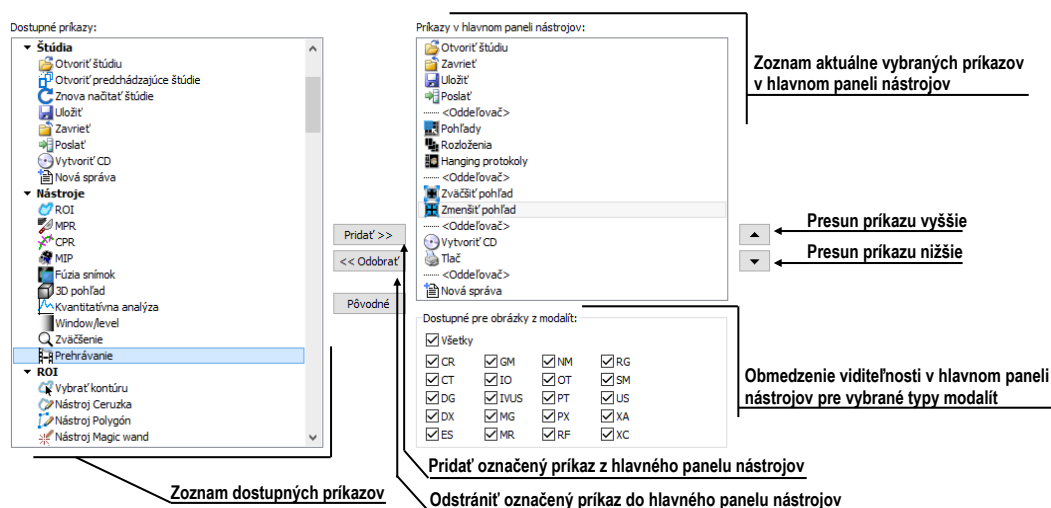 Dostupné príkazy:
Štúdia
Otvoriť štúdiu
Otvoriť predchádzajúce štúdie
Znova načítať štúdie
Uložiť
Zavrieť
Poslať
Vytvoriť CD
Nová správa
Nástroje
ROI
MPR
CPR
MIP
Fúzia snímok
3D pohľad
Kvantitatívna analýza
Window/level
Zväčšenie
Prehrávanie
ROI
Vybrať kontúru
Nástroj Ceruzka
Nástroj Polygón
Nástroj Magic wand
Zoznam dostupných príkazov
Pridať >>
<< Odobrať
Pôvodné
Príkazy v hlavnom paneli nástrojov:
Otvoriť štúdiu
Zavrieť
Uložiť
Poslať
------ <Oddeľovač>
Pohľady
Rozloženia
Hanging protokoly
------ <Oddeľovač>
Zväčšiť pohľad
Zmenšiť pohľad
------ <Oddeľovač>
Vytvoriť CD
Tlač
------ <Oddeľovač>
Nová správa
Dostupné pre obrázky z modalít:
Všetky
CR GM NM RG
CT IO OT SM
DG IVUS PT US
DX MG PX XA
ES MR RF XC
Zoznam aktuálne vybraných príkazov
v hlavnom paneli nástrojov
Presun príkazu vyššie
Presun príkazu nižšie
Obmedzenie viditeľnosti v hlavnom paneli
nástrojov pre vybrané typy modalít
Pridať označený príkaz z hlavného panelu nástrojov
Odstrániť označený príkaz do hlavného panelu nástrojov